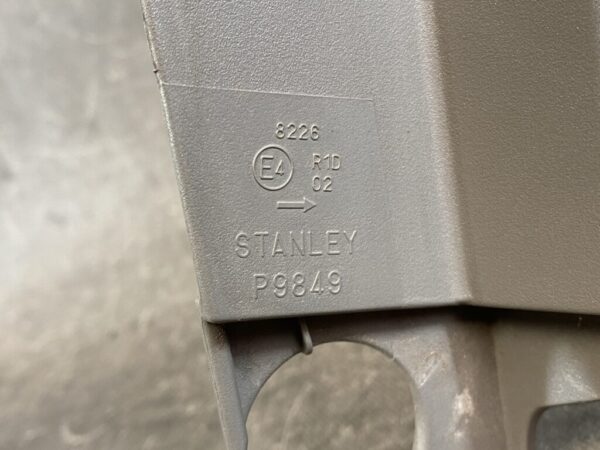 8226
E4 R1D
02
→
STANLEY
P9849